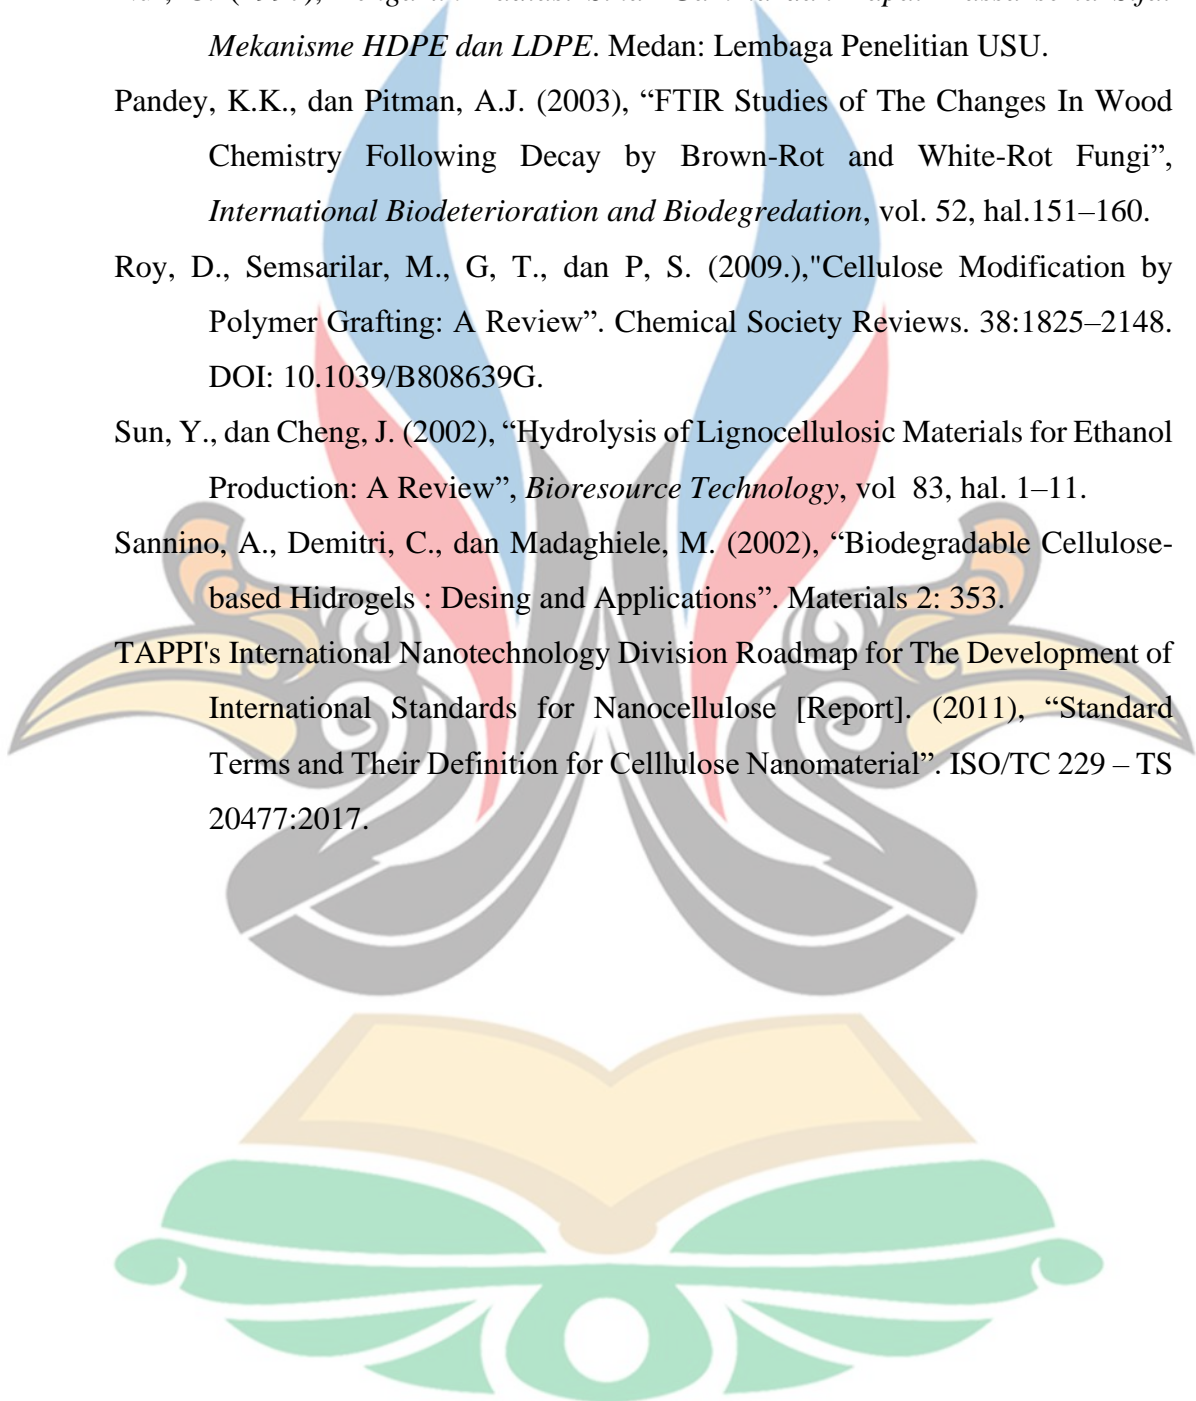 Mekanisme HDPE dan LDPE. Medan: Lembaga Penelitian USU.
Pandey, K.K., dan Pitman, A.J. (2003), “FTIR Studies of The Changes In Wood
Chemistry Following Decay by Brown-Rot and White-Rot Fungi”,
International Biodeterioration and Biodegredation, vol. 52, hal.151–160.
Roy, D., Semsarilar, M., G, T., dan P, S. (2009.),"Cellulose Modification by
Polymer Grafting: A Review”. Chemical Society Reviews. 38:1825–2148.
DOI: 10.1039/B808639G.
Sun, Y., dan Cheng, J. (2002), “Hydrolysis of Lignocellulosic Materials for Ethanol
Production: A Review”, Bioresource Technology, vol  83, hal. 1–11.
Sannino, A., Demitri, C., dan Madaghiele, M. (2002), “Biodegradable Cellulose-
based Hidrogels : Desing and Applications”. Materials 2: 353.
TAPPI's International Nanotechnology Division Roadmap for The Development of
International Standards for Nanocellulose [Report]. (2011), “Standard
Terms and Their Definition for Celllulose Nanomaterial”. ISO/TC 229 – TS
20477:2017.